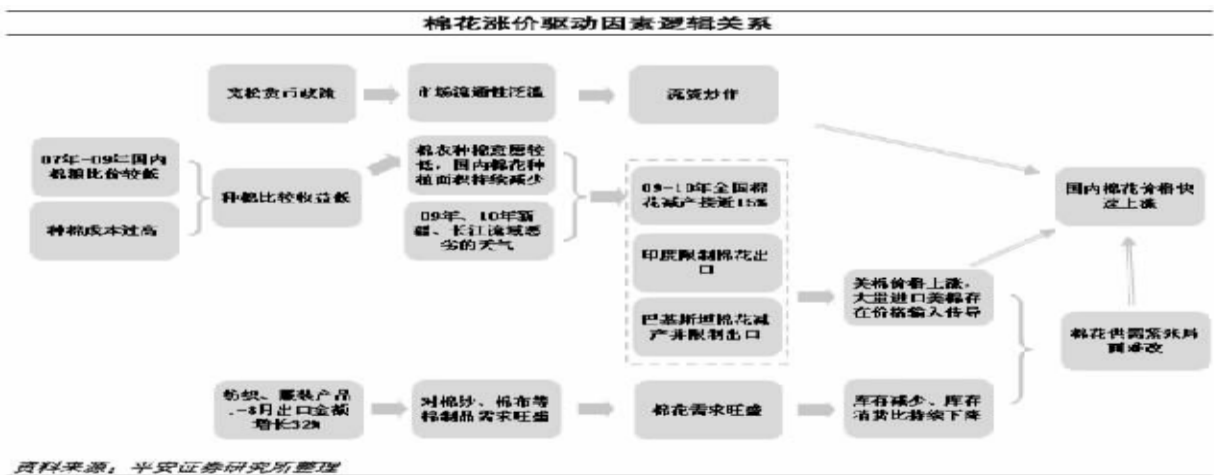 棉花涨价驱动因素逻辑关系
宽松货币政策
市场流通性泛滥
流资炒作
07年-09年国内
棉粮比价较低
种棉成本过高
种棉比较收益低
棉农种棉意愿较
低，国内棉花种
植面积持续减少
09年、10年新
疆、长江流域恶
劣的天气
09-10年全国棉
花减产接近15%
印度限制棉花出
口
巴基斯坦棉花减
产并限制出口
美棉价格上涨，
大量进口美棉存
在价格输入传导
国内棉花价格快
速上涨
棉花供需紧张局
面难改
纺织、服装产品
-8月出口金额
增长32%
对棉纱、棉布等
棉制品需求旺盛
棉花需求旺盛
库存减少、库存
消费比持续下降
资料来源：平安证券研究所整理